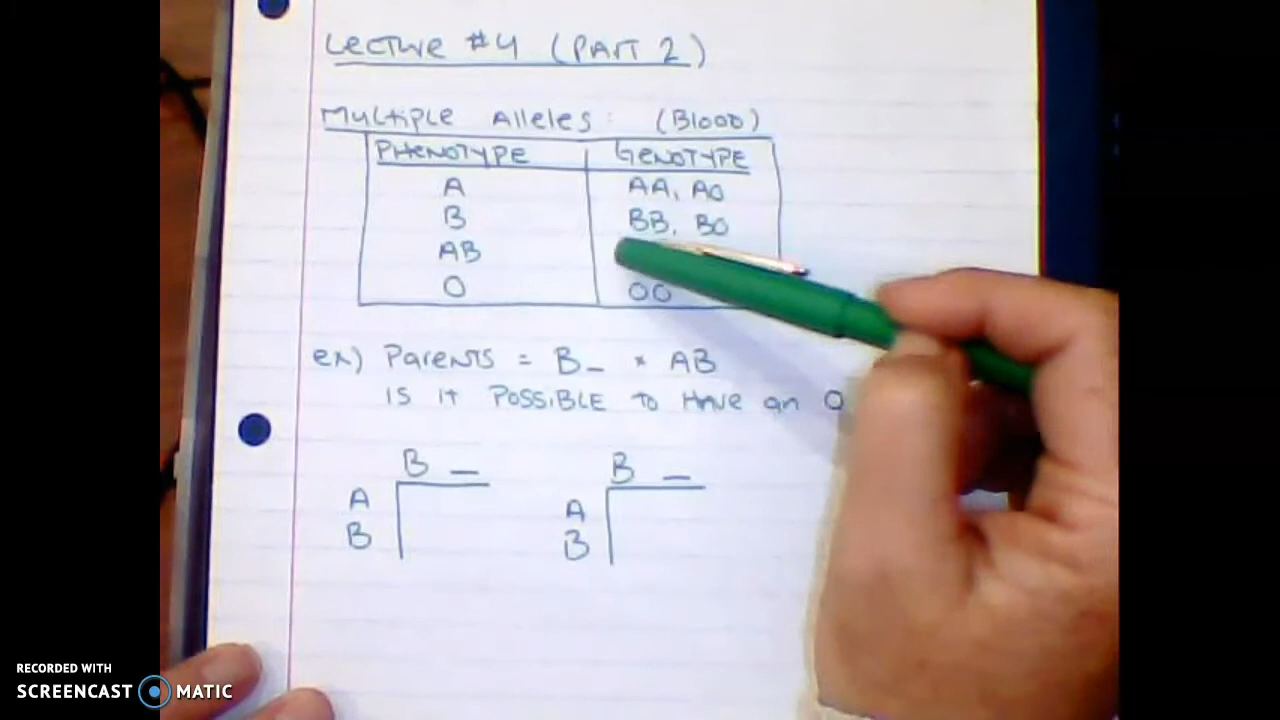 Lecture #4 (Part 2)
Multiple Alleles: (Blood)
PHENOTYPE GENOTYPE
A AA, AO
B BB, BO
AB
O OO
ex) Parents = B_ × AB
is it possible to have an O
B _ B _
A A
B B
RECORDED WITH
SCREENCAST MATIC